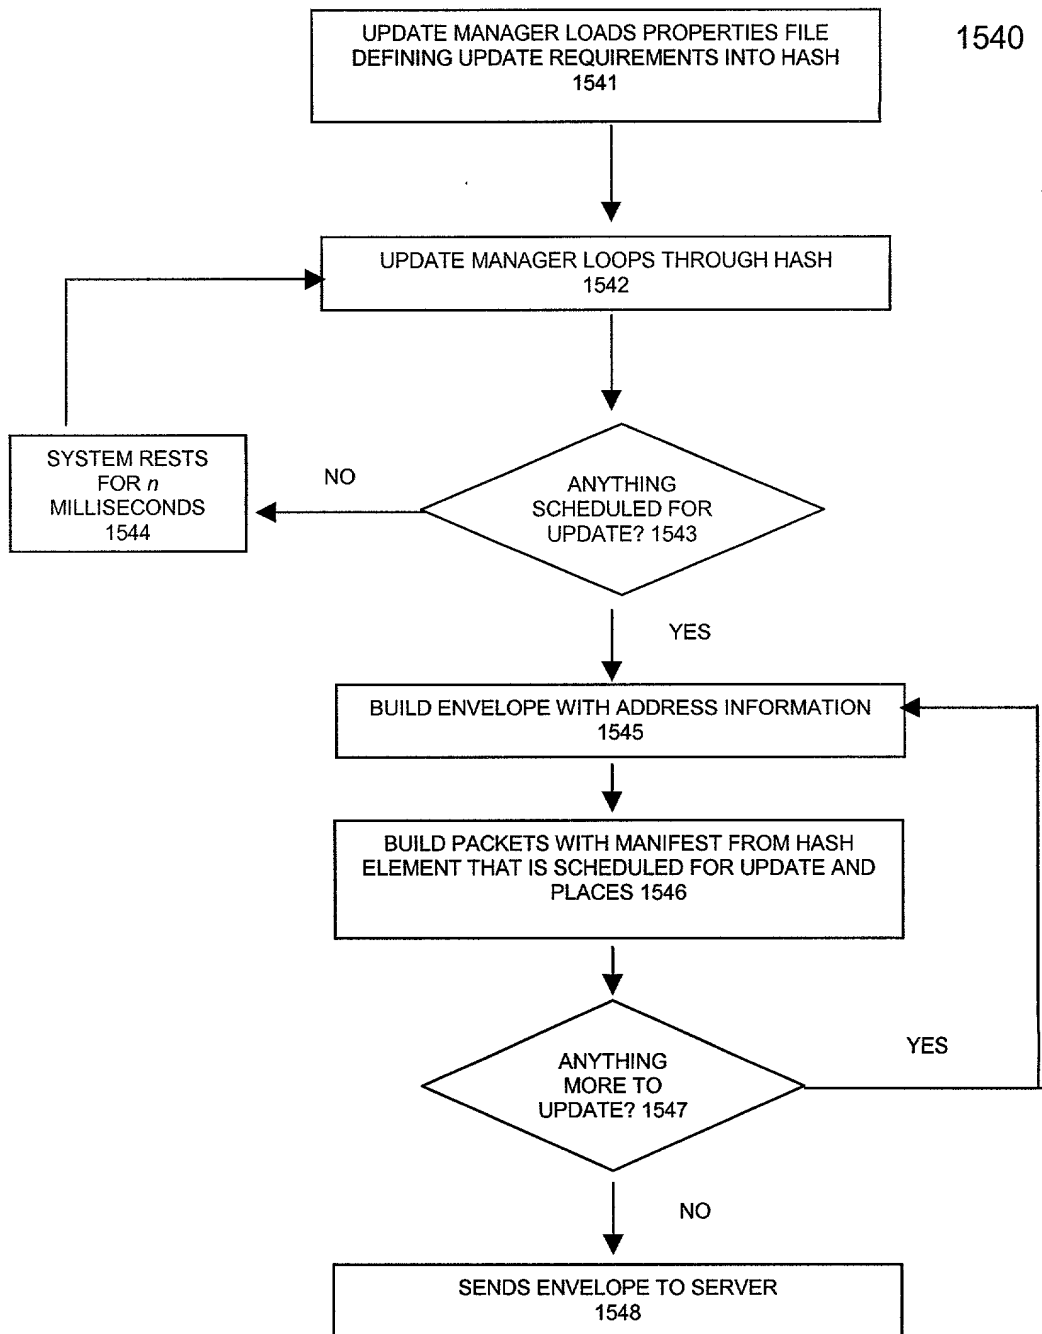 1540
UPDATE MANAGER LOADS PROPERTIES FILE
DEFINING UPDATE REQUIREMENTS INTO HASH
1541
UPDATE MANAGER LOOPS THROUGH HASH
1542
SYSTEM RESTS
FOR n
MILLISECONDS
1544
NO
ANYTHING
SCHEDULED FOR
UPDATE? 1543
YES
BUILD ENVELOPE WITH ADDRESS INFORMATION
1545
BUILD PACKETS WITH MANIFEST FROM HASH
ELEMENT THAT IS SCHEDULED FOR UPDATE AND
PLACES 1546
ANYTHING
MORE TO
UPDATE? 1547
YES
NO
SENDS ENVELOPE TO SERVER
1548